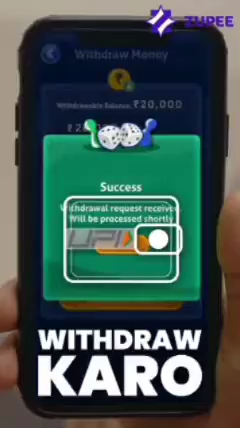 ZUPEE
Withdraw Money
Withdrawable Balance: ₹20,000
Success
Withdrawal request received.
Will be processed shortly
UPI
WITHDRAW
KARO